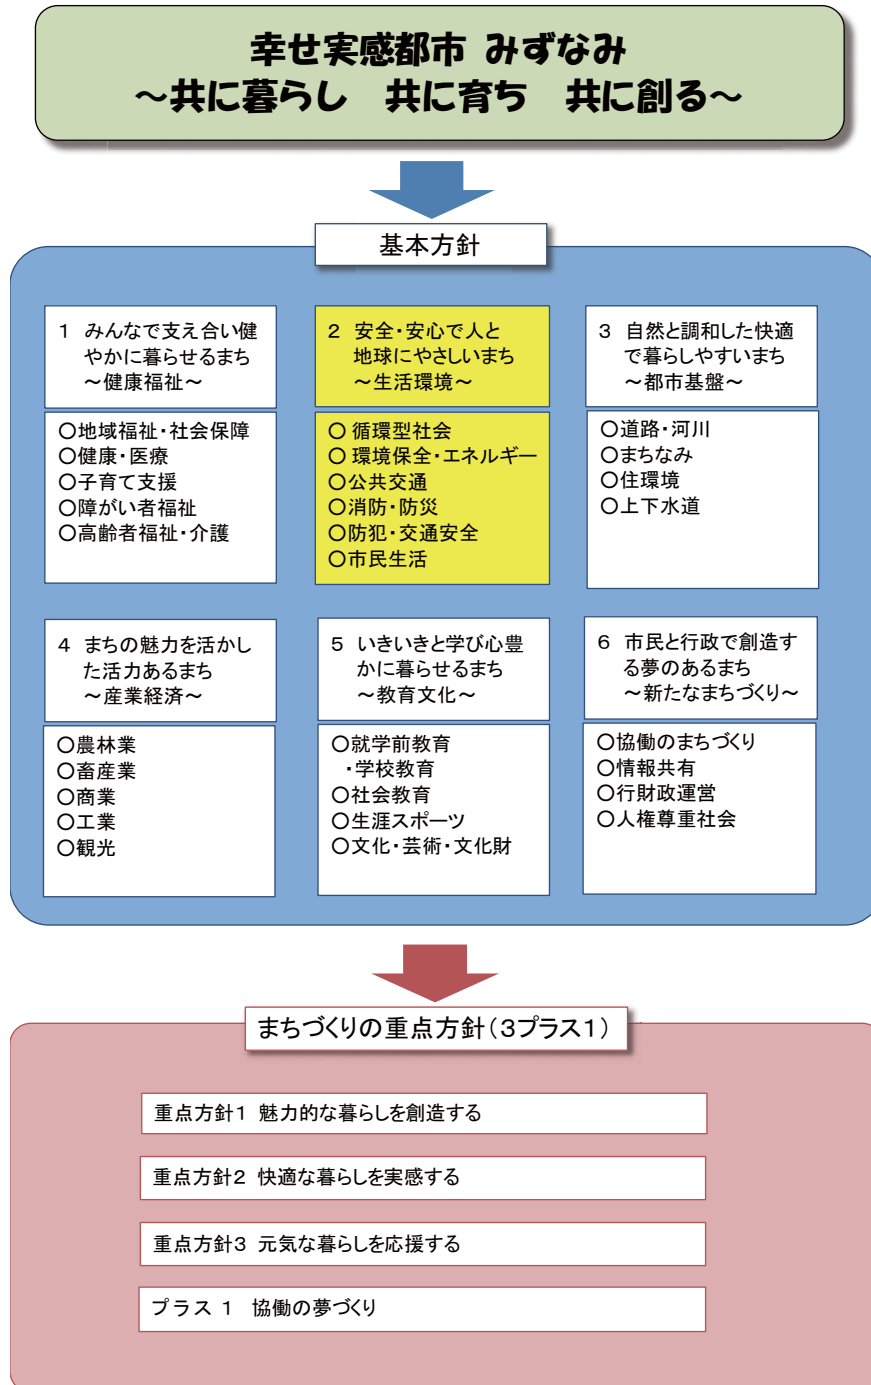 幸せ実感都市 みずなみ
～共に暮らし　共に育ち　共に創る～
基本方針
1 みんなで支え合い健
やかに暮らせるまち
～健康福祉～
○地域福祉・社会保障
○健康・医療
○子育て支援
○障がい者福祉
○高齢者福祉・介護
2 安全・安心で人と
地球にやさしいまち
～生活環境～
○ 循環型社会
○ 環境保全・エネルギー
○公共交通
○消防・防災
○防犯・交通安全
○市民生活
3 自然と調和した快適
で暮らしやすいまち
～都市基盤～
○道路・河川
○まちなみ
○住環境
○上下水道
4 まちの魅力を活かし
た活力あるまち
～産業経済～
○農林業
○畜産業
○商業
○工業
○観光
5 いきいきと学び心豊
かに暮らせるまち
～教育文化～
○就学前教育
・学校教育
○社会教育
○生涯スポーツ
○文化・芸術・文化財
6 市民と行政で創造す
る夢のあるまち
～新たなまちづくり～
○協働のまちづくり
○情報共有
○行財政運営
○人権尊重社会
まちづくりの重点方針（3プラス1）
重点方針1 魅力的な暮らしを創造する
重点方針2 快適な暮らしを実感する
重点方針3 元気な暮らしを応援する
プラス 1 協働の夢づくり